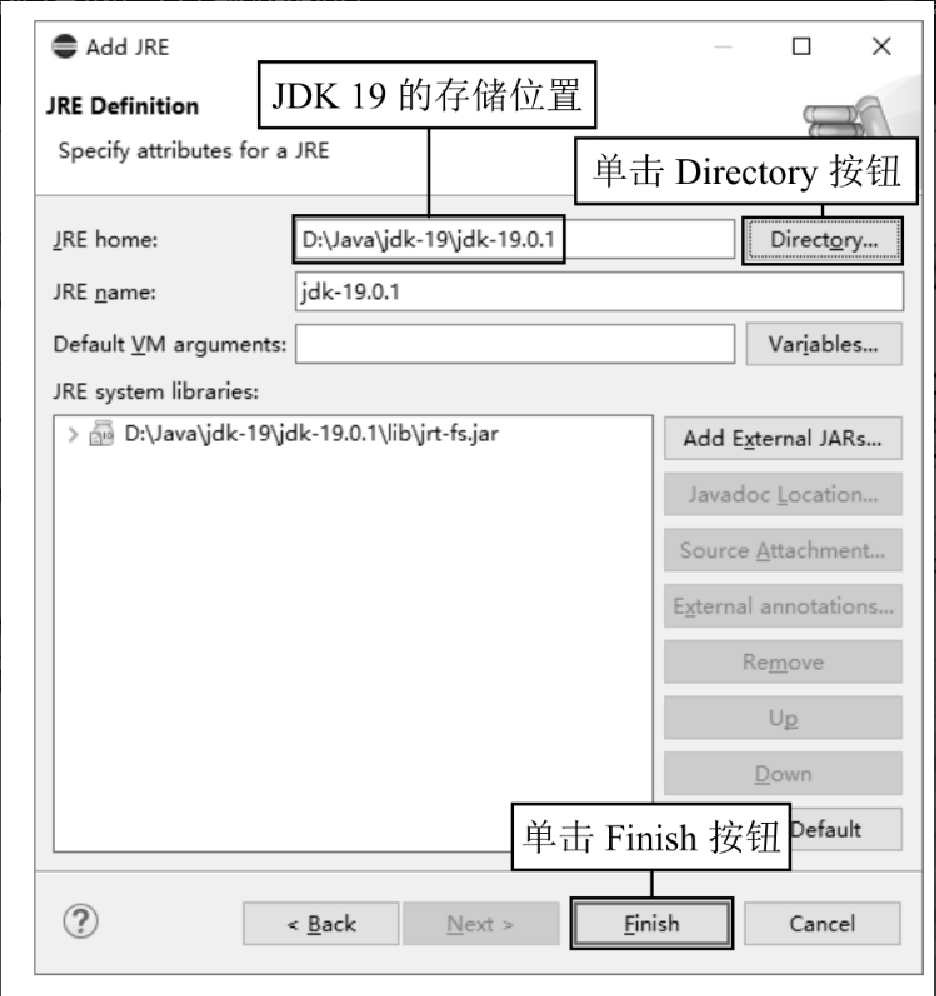 Add JRE
JRE Definition
JDK 19 的存储位置
Specify attributes for a JRE
单击 Directory 按钮
JRE home:
D:\Java\jdk-19\jdk-19.0.1
Directory...
JRE name:
jdk-19.0.1
Default VM arguments:
Variables...
JRE system libraries:
D:\Java\jdk-19\jdk-19.0.1\lib\jrt-fs.jar
Add External JARs...
Javadoc Location...
Source Attachment...
External annotations...
Remove
Up
Down
单击 Finish 按钮
Default
?
< Back
Next >
Finish
Cancel